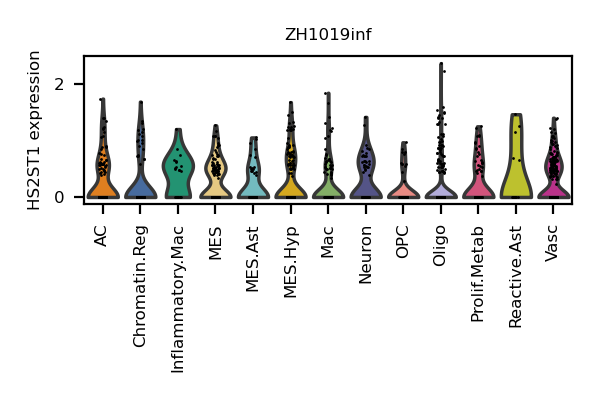 ZH1019inf
HS2ST1 expression
2
0
AC
Chromatin.Reg
Inflammatory.Mac
MES
MES.Ast
MES.Hyp
Mac
Neuron
OPC
Oligo
Prolif.Metab
Reactive.Ast
Vasc